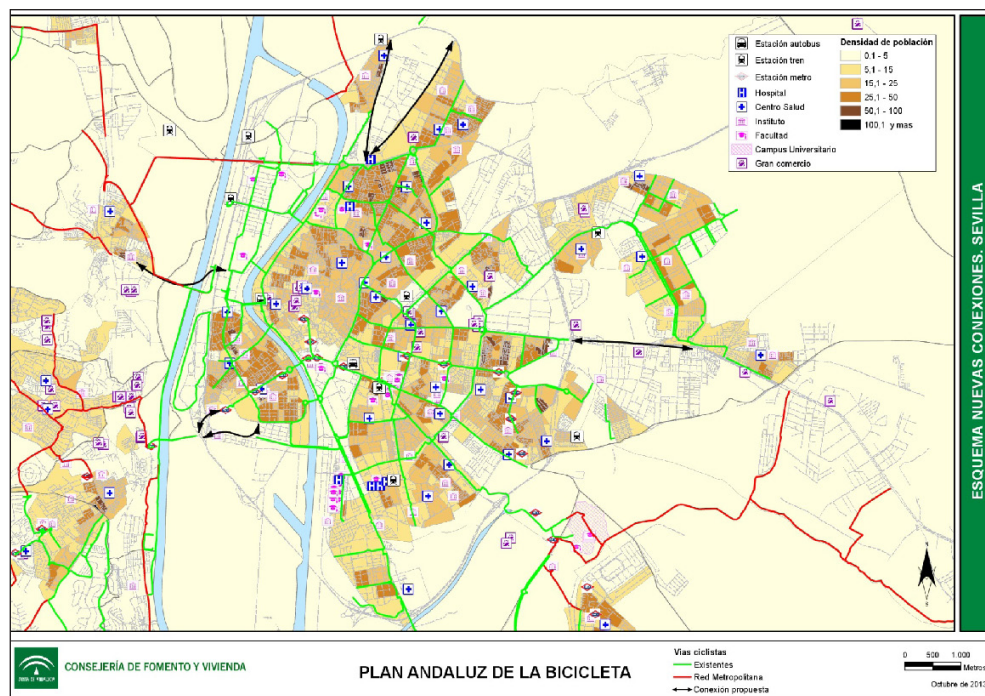 Estación autobus
Estación tren
Estación metro
Hospital
Centro Salud
Instituto
Facultad
Campus Universitario
Gran comercio
Densidad de población
0,1 - 5
5,1 - 15
15,1 - 25
25,1 - 50
50,1 - 100
100,1 y mas
ESQUEMA NUEVAS CONEXIONES. SEVILLA
CONSEJERÍA DE FOMENTO Y VIVIENDA
PLAN ANDALUZ DE LA BICICLETA
Vias ciclistas
Existentes
Red Metropolitana
Conexión propuesta
0 500 1.000
Metros
Octubre de 2013